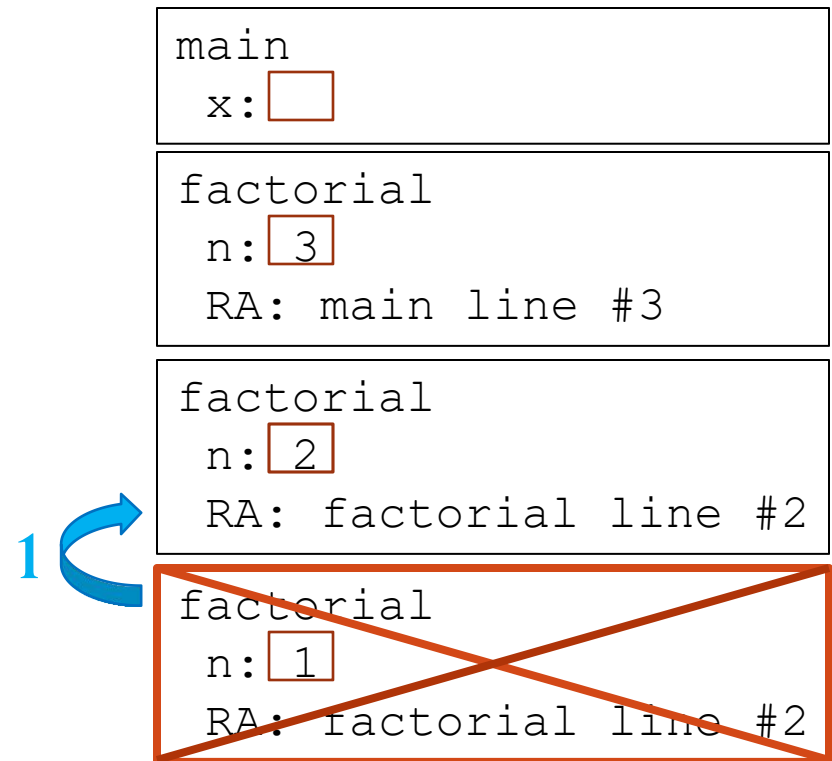 main
x:
factorial
n: 3
RA: main line #3
factorial
n: 2
RA: factorial line #2
1
factorial
n: 1
RA: factorial line #2